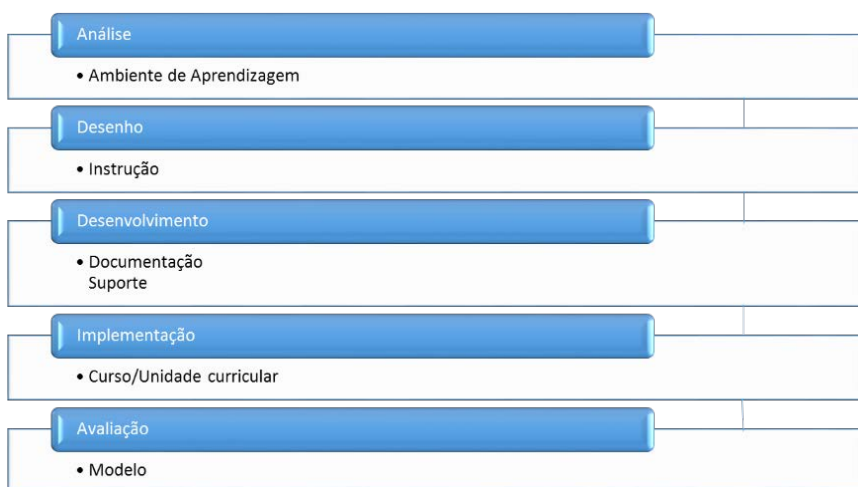 Análise
• Ambiente de Aprendizagem
Desenho
• Instrução
Desenvolvimento
• Documentação
Suporte
Implementação
• Curso/Unidade curricular
Avaliação
• Modelo